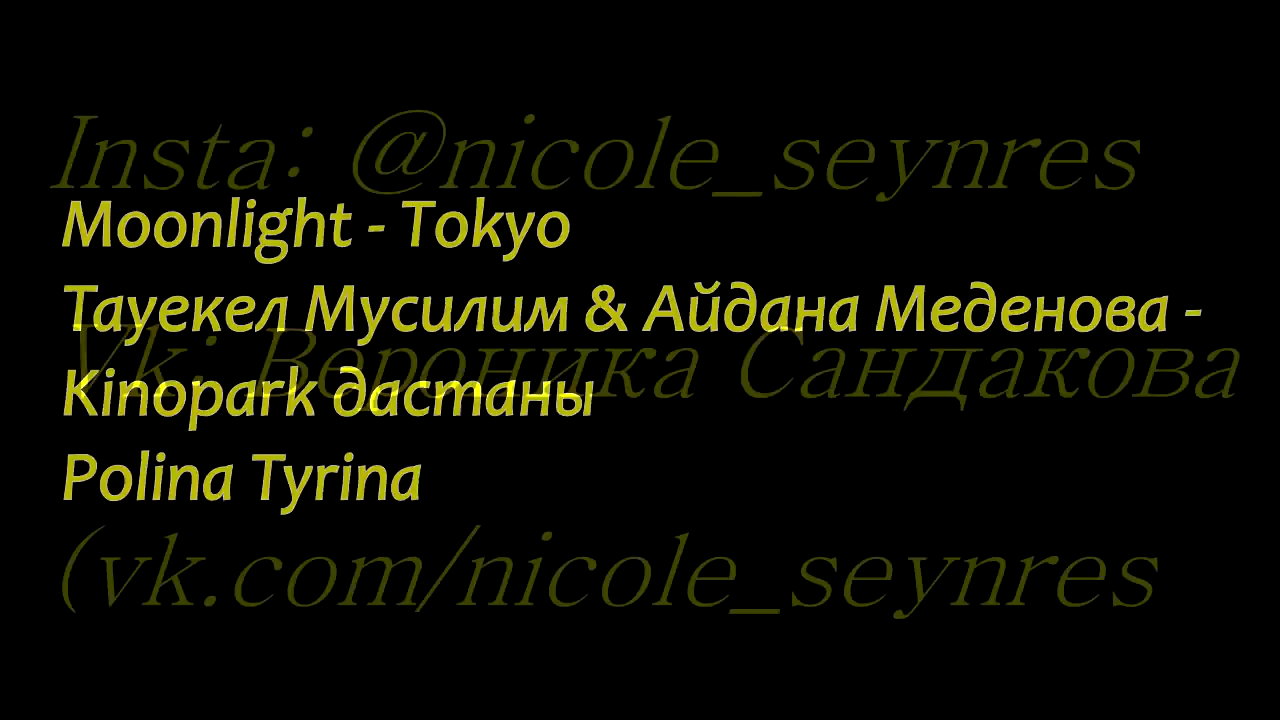 Insta: @nicole_seynres
Moonlight - Tokyo
Тауекел Мусилим & Айдана Меденова -
Vk: Вероника Сандакова
Kinopark дастаны
Polina Tyrina
(vk.com/nicole_seynres